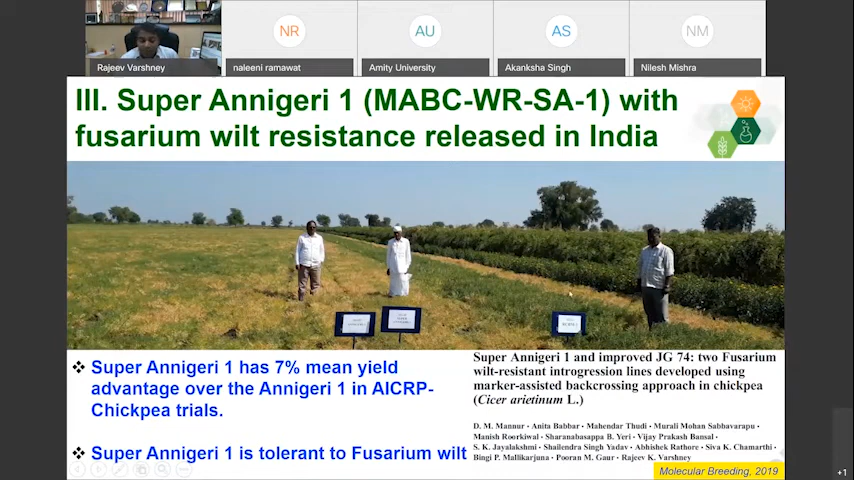 NR
AU
AS
NM
Rajeev Varshney
naleeni ramawat
Amity University
Akanksha Singh
Nilesh Mishra
III. Super Annigeri 1 (MABC-WR-SA-1) with
fusarium wilt resistance released in India
❖ Super Annigeri 1 has 7% mean yield
advantage over the Annigeri 1 in AICRP-
Chickpea trials.
❖ Super Annigeri 1 is tolerant to Fusarium wilt
Super Annigeri 1 and improved JG 74: two Fusarium
wilt-resistant introgression lines developed using
marker-assisted backcrossing approach in chickpea
(Cicer arietinum L.)
D. M. Mannur • Anita Babbar • Mahendar Thudi • Murali Mohan Sabbavarapu •
Manish Roorkiwal • Sharanabasappa B. Yeri • Vijay Prakash Bansal •
S. K. Jayalakshmi • Shailendra Singh Yadav • Abhishek Rathore • Siva K. Chamarthi •
Bingi P. Mallikarjuna • Pooran M. Gaur • Rajeev K. Varshney
Molecular Breeding, 2019
+1